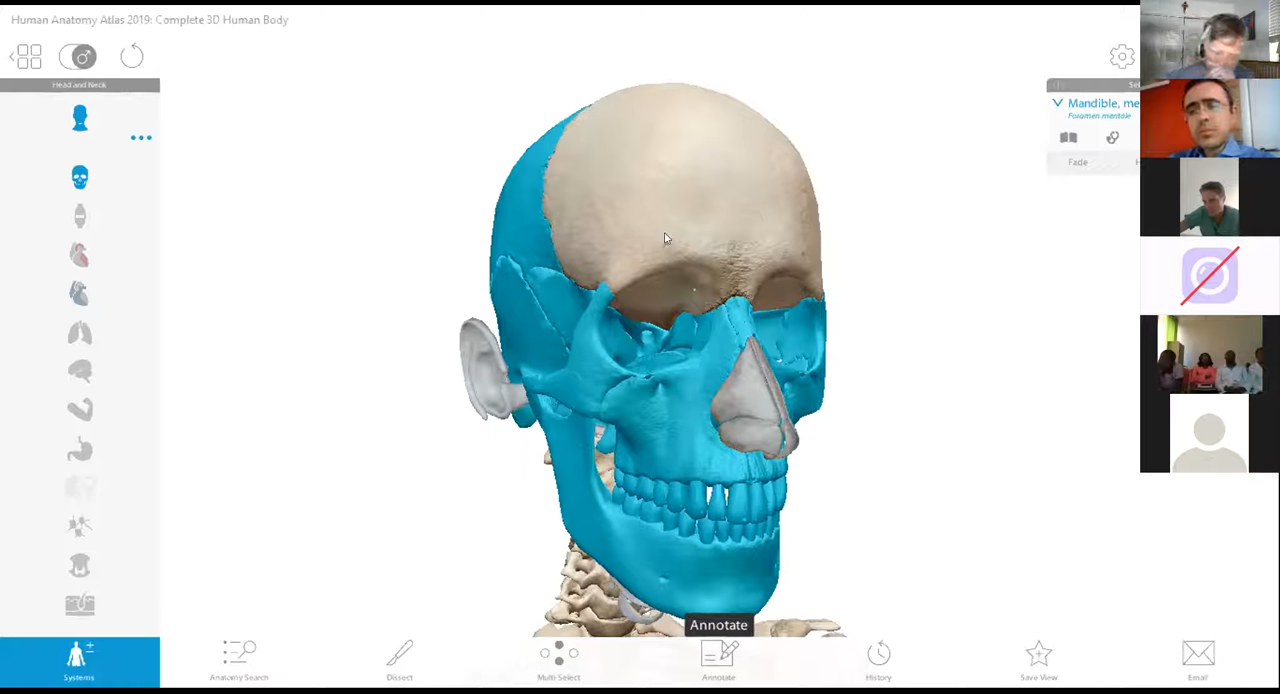 Human Anatomy Atlas 2019: Complete 3D Human Body
Head and Neck
Mandible, me
Foramen mentale
Fade
Annotate
Systems
Anatomy Search
Dissect
Multi-Select
Annotate
History
Save View
Email